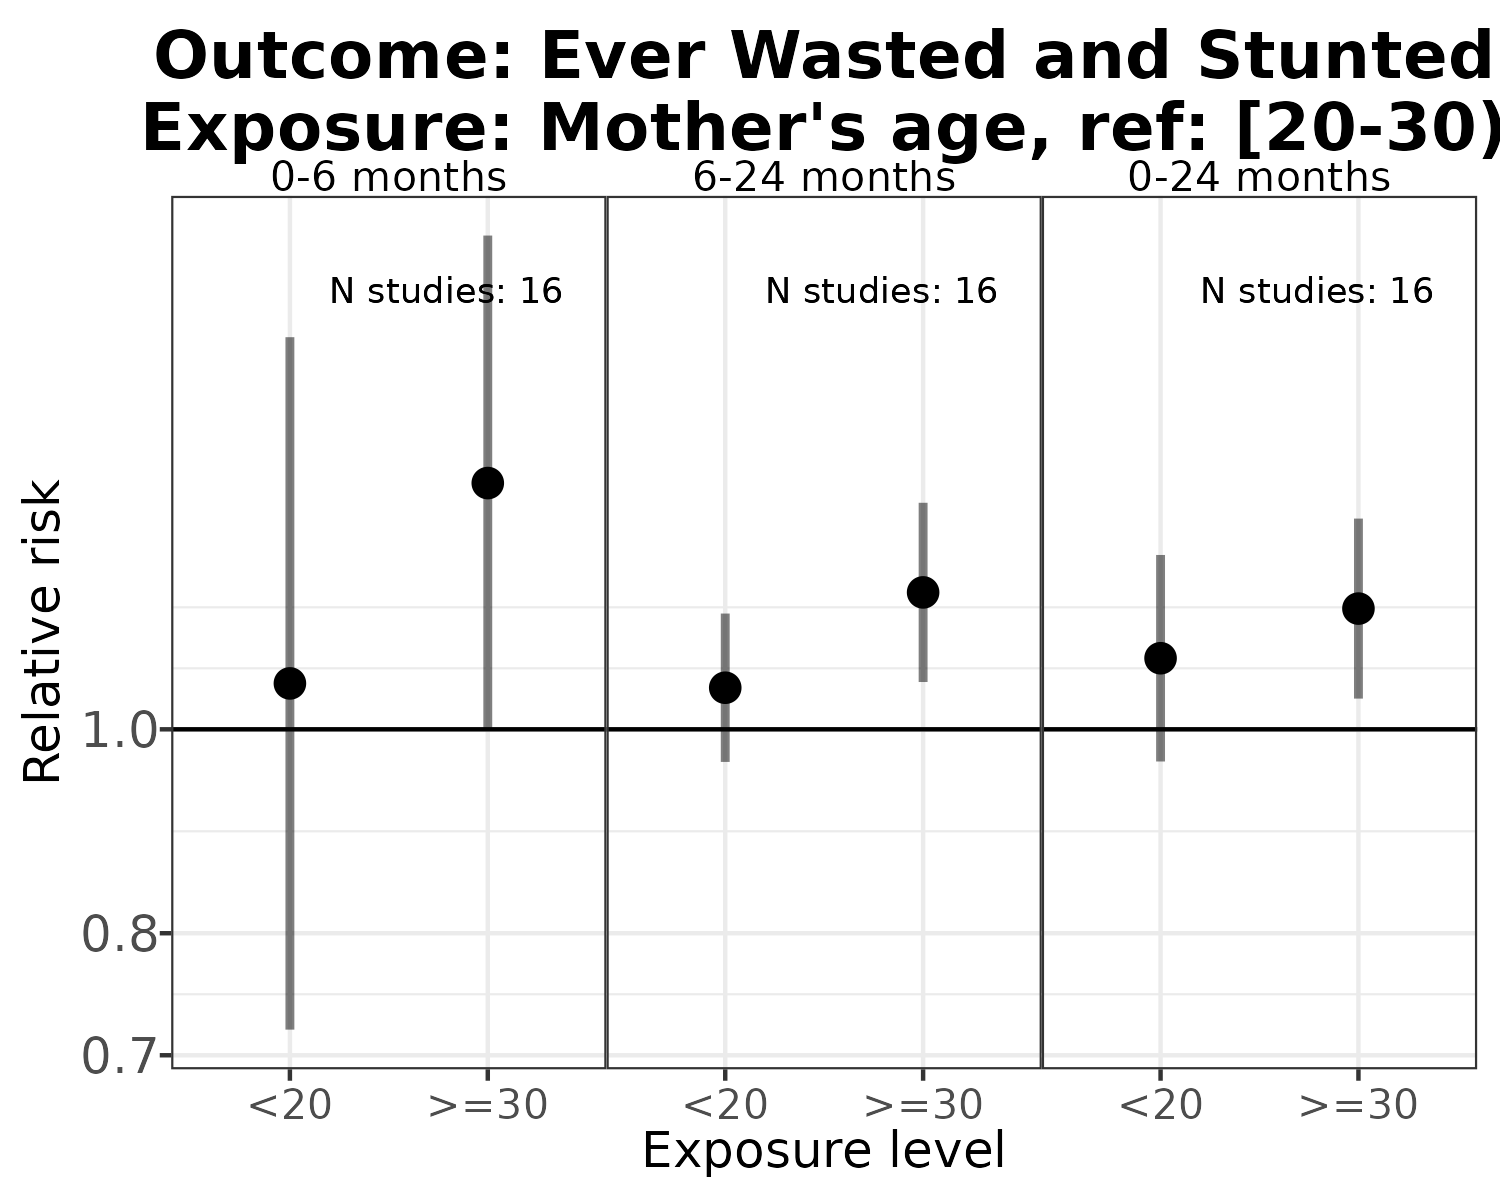 Outcome: Ever Wasted and Stunted
Exposure: Mother's age, ref: [20-30)
0-6 months
6-24 months
0-24 months
N studies: 16
N studies: 16
N studies: 16
Relative risk
1.0
0.8
0.7
<20
>=30
<20
>=30
<20
>=30
Exposure level